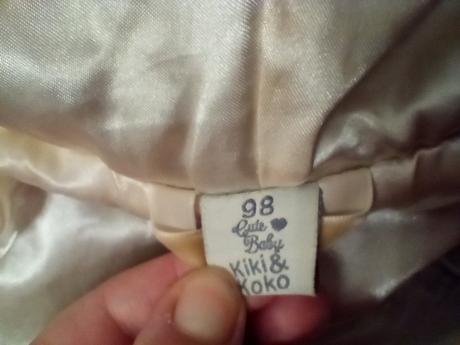 98
Cute ♥
Baby
Kiki &
Koko